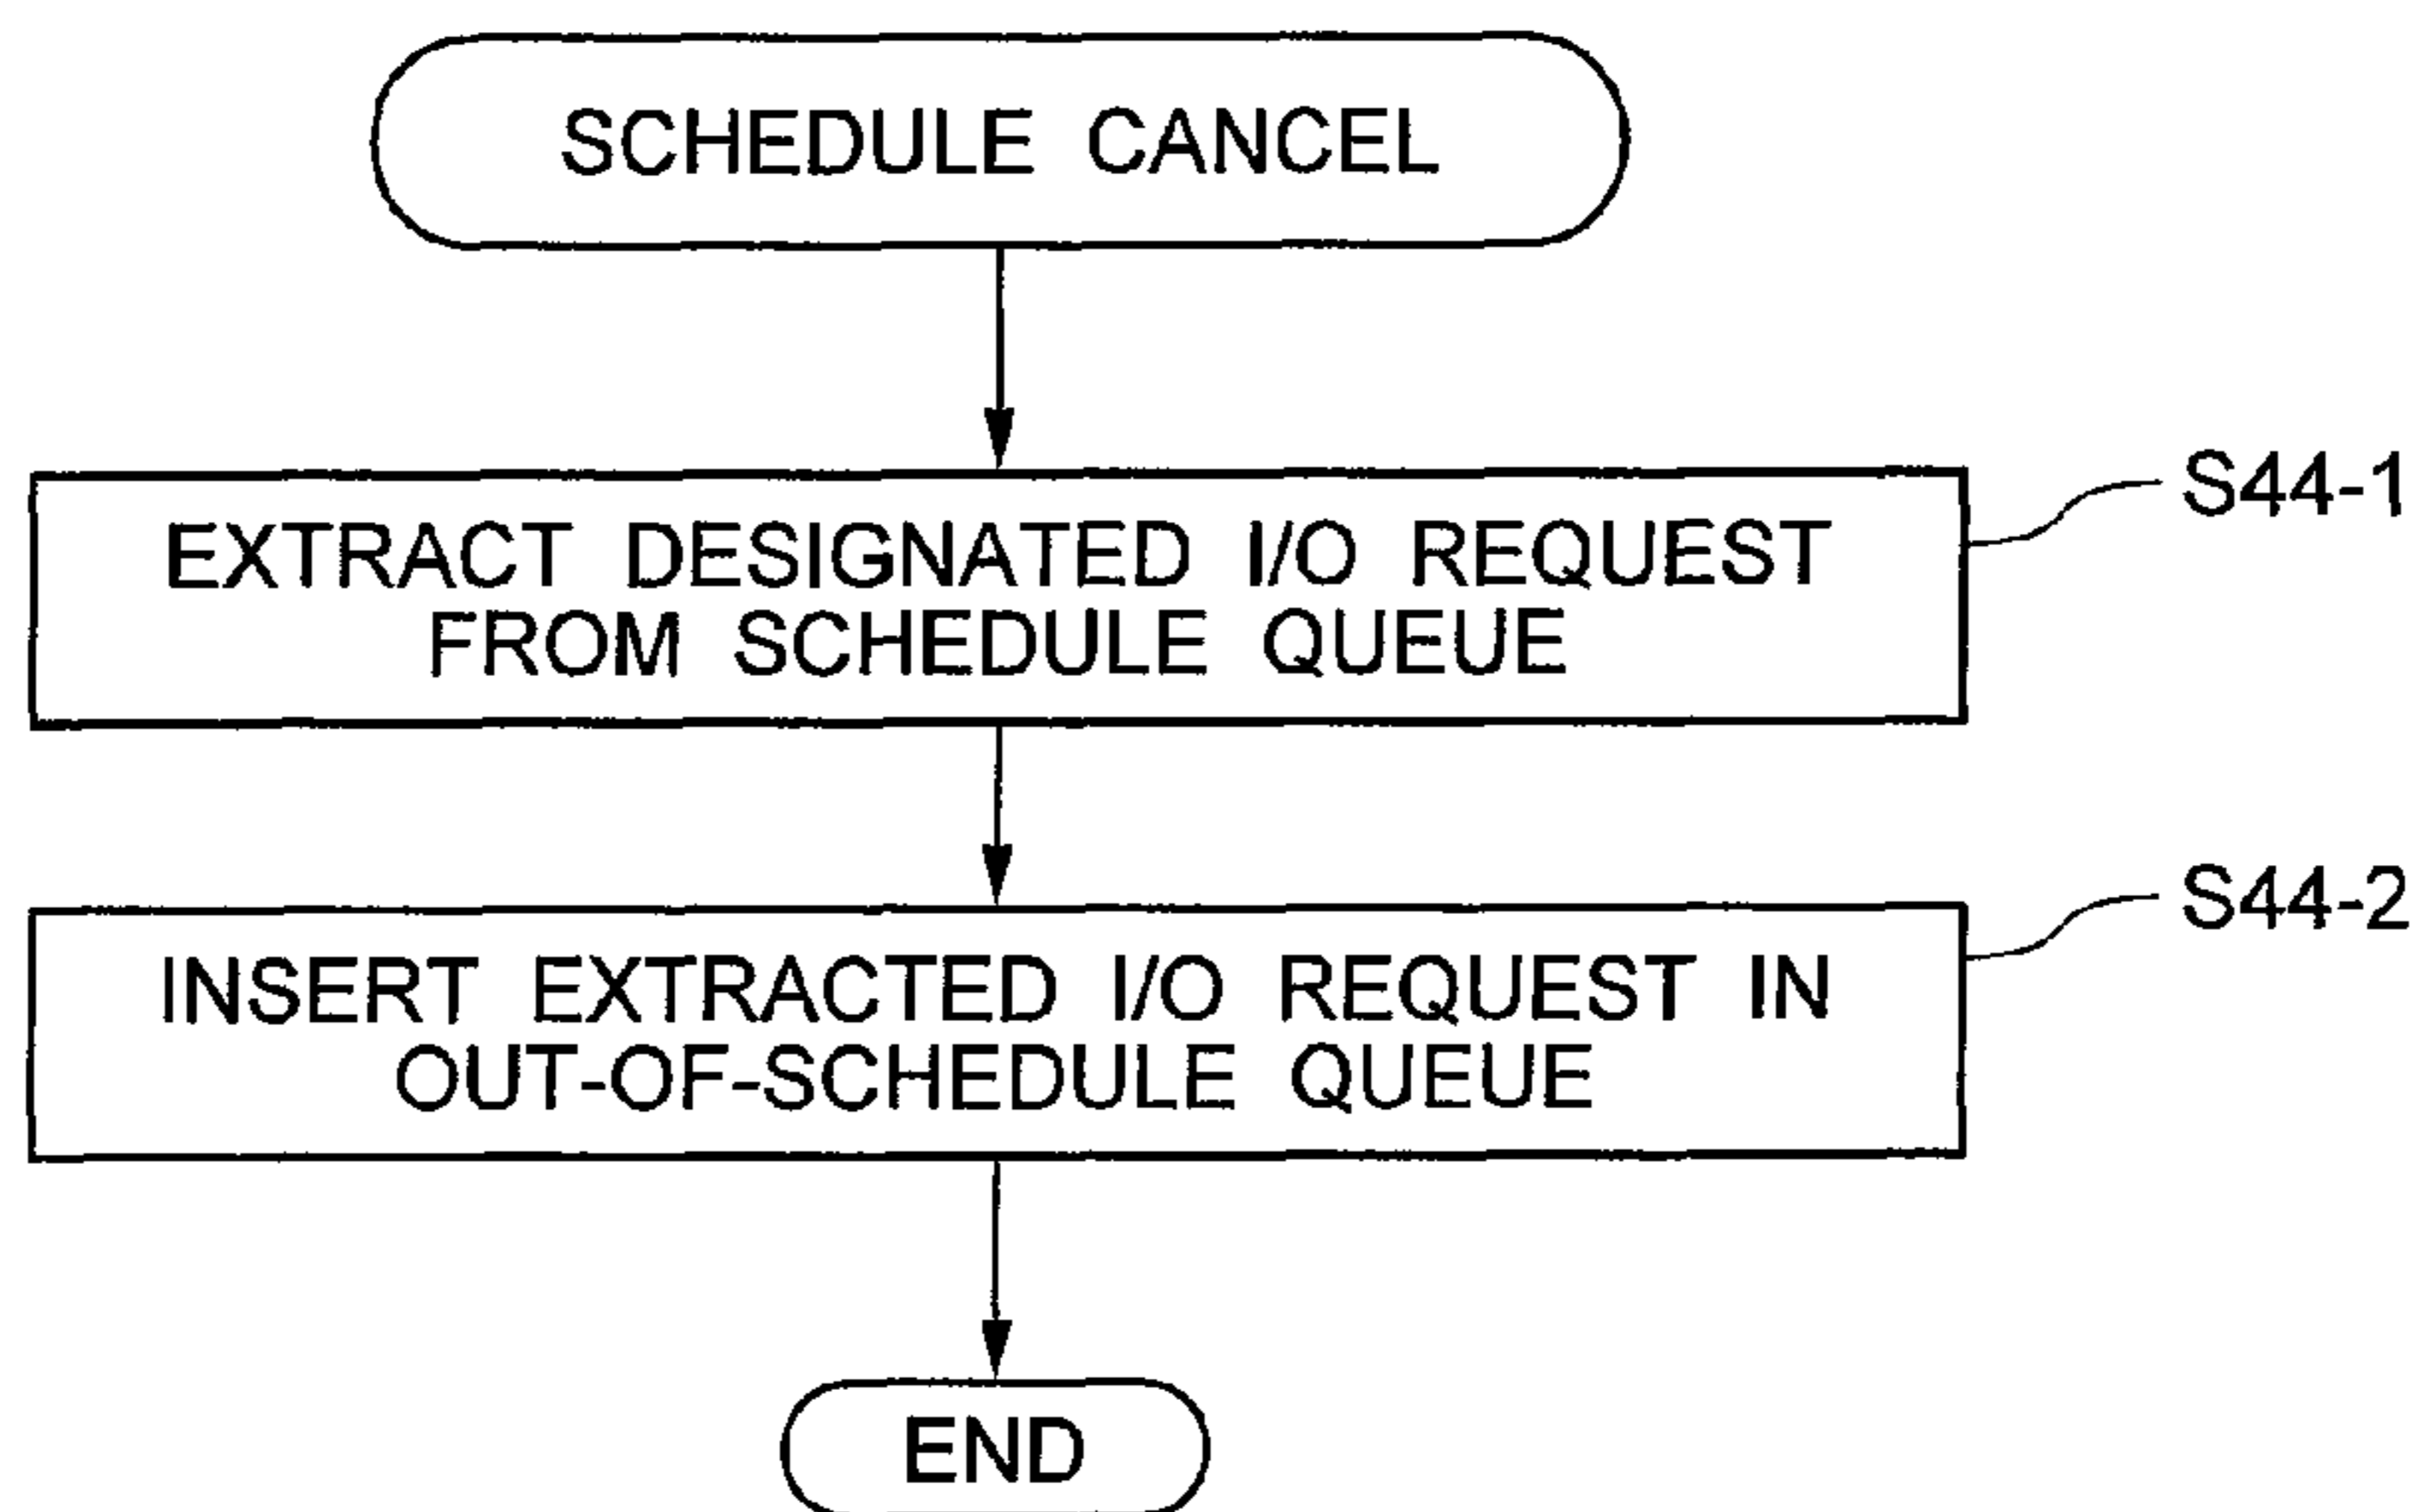 SCHEDULE CANCEL
S44-1
EXTRACT DESIGNATED I/O REQUEST
FROM SCHEDULE QUEUE
S44-2
INSERT EXTRACTED I/O REQUEST IN
OUT-OF-SCHEDULE QUEUE
END